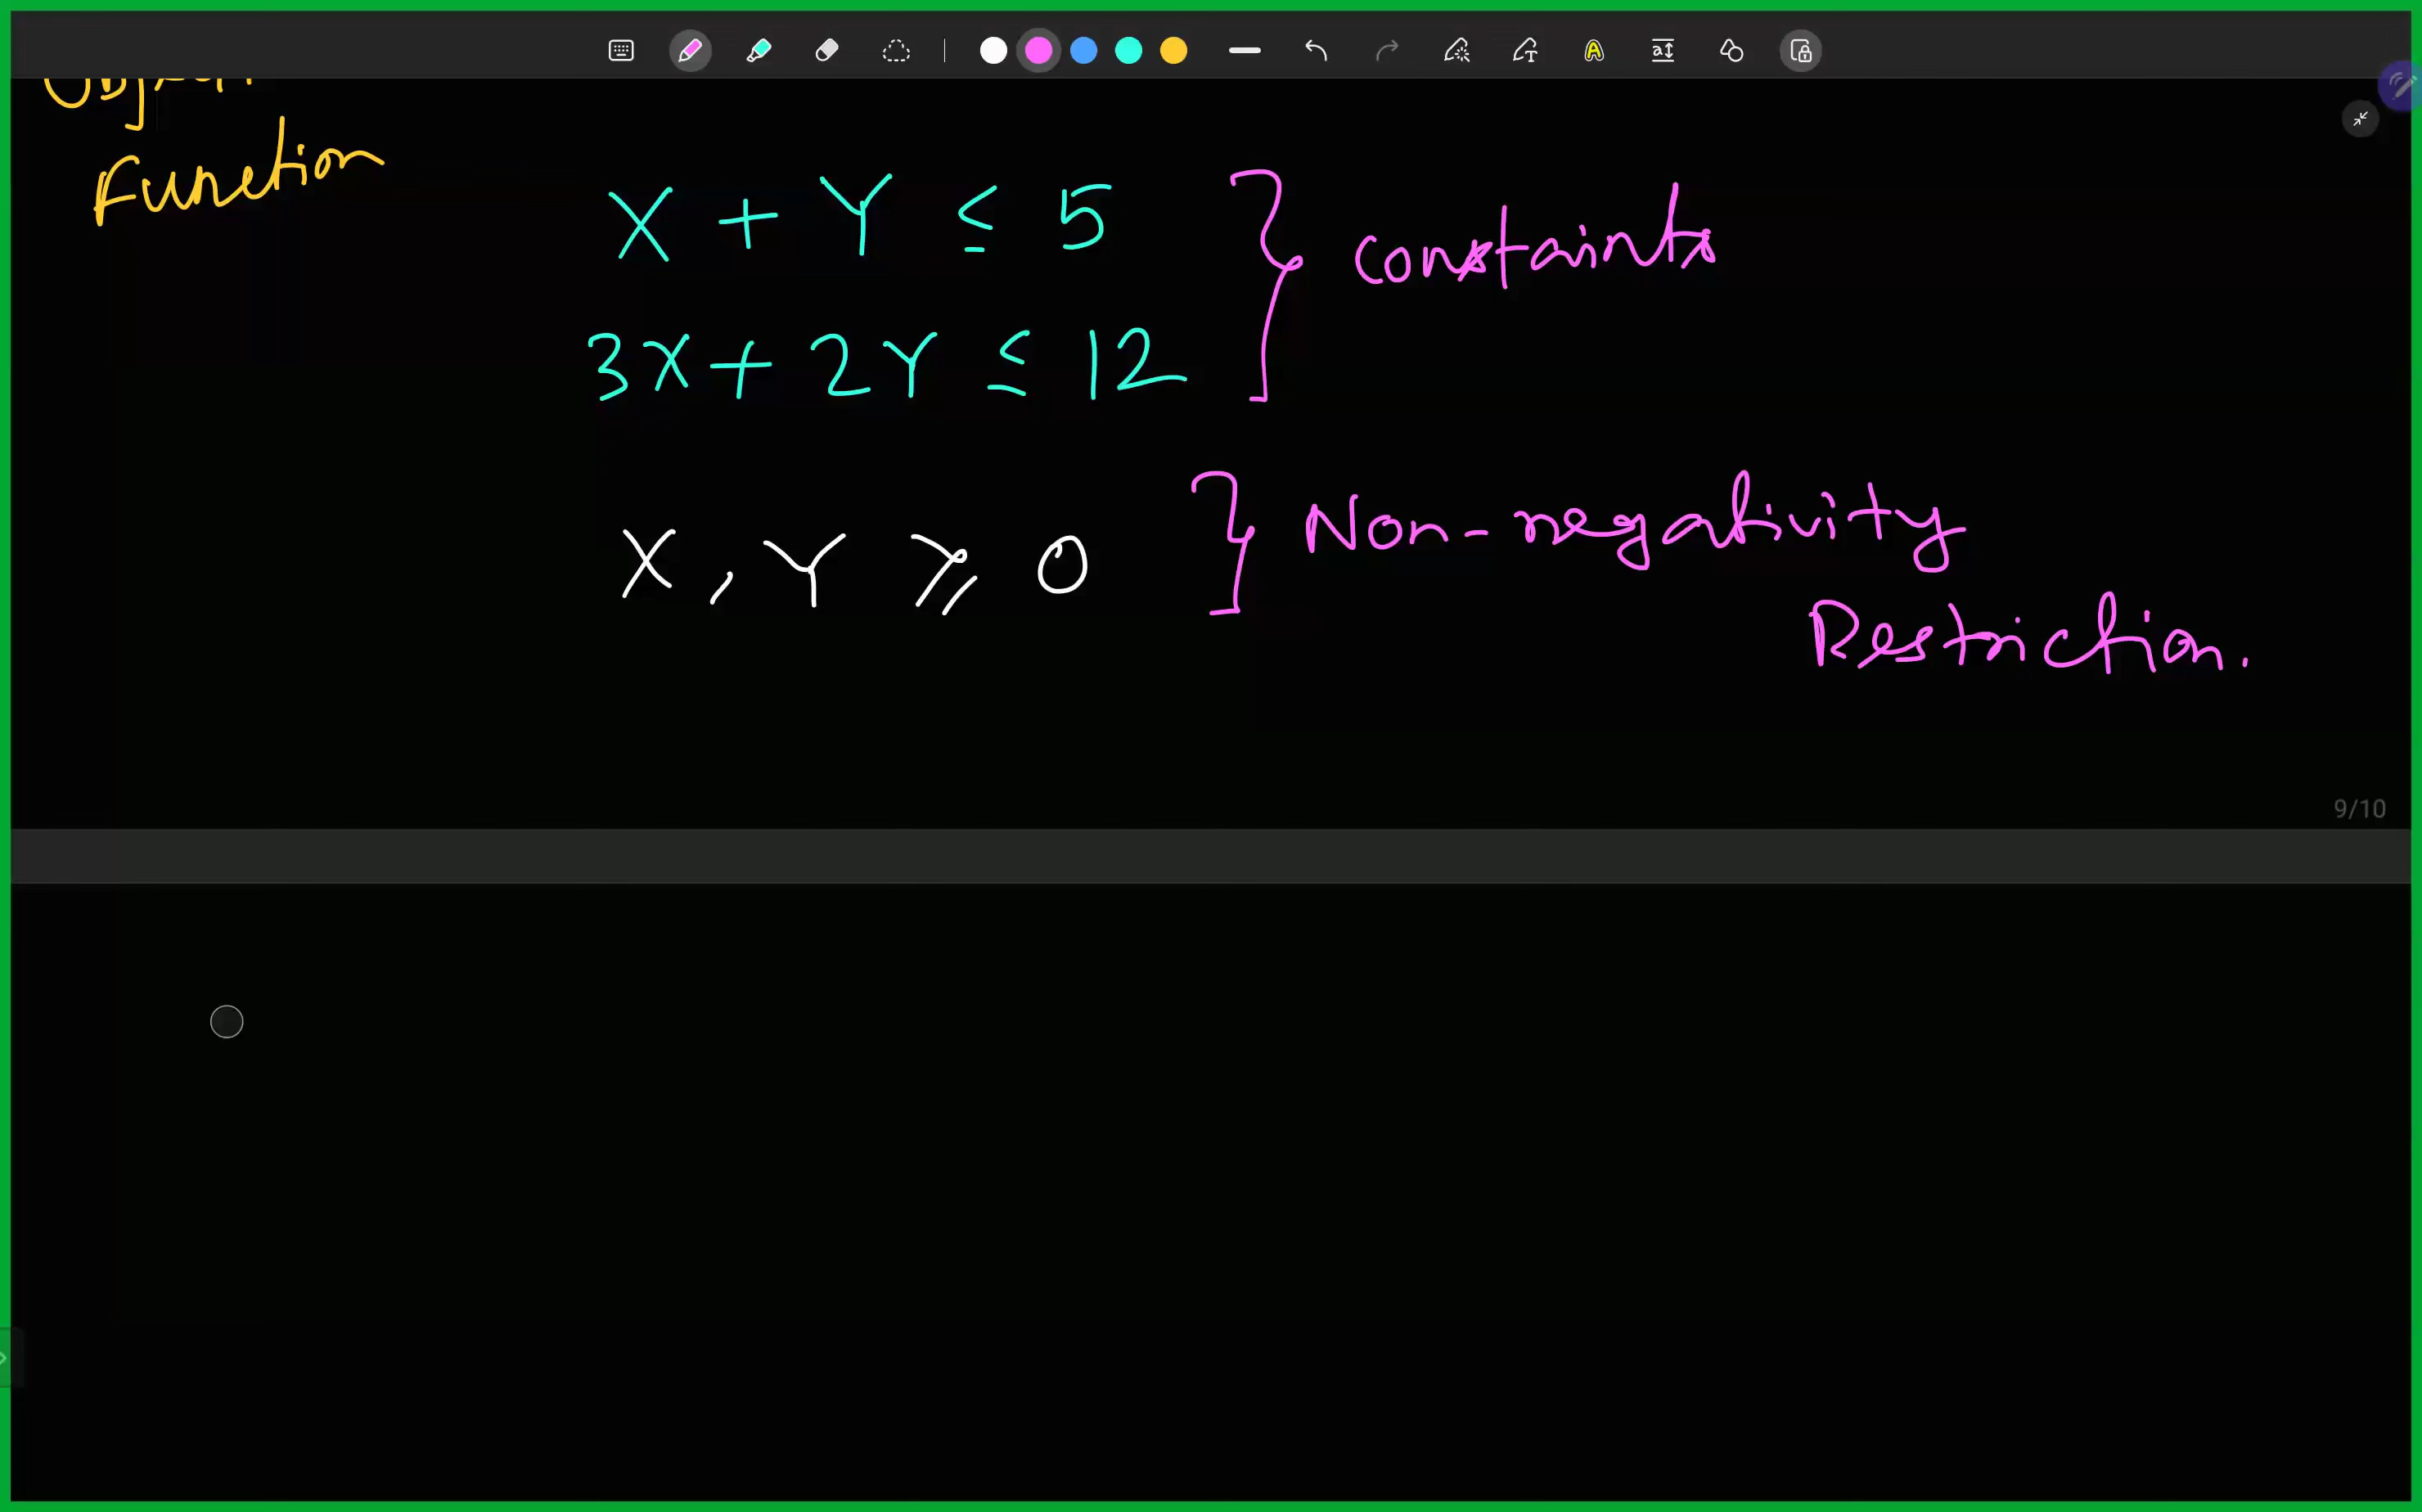 Function
X + Y ≤ 5 } constaints
3X + 2Y ≤ 12
X, Y ⩾ 0 } Non-negativity
Restriction.
9/10